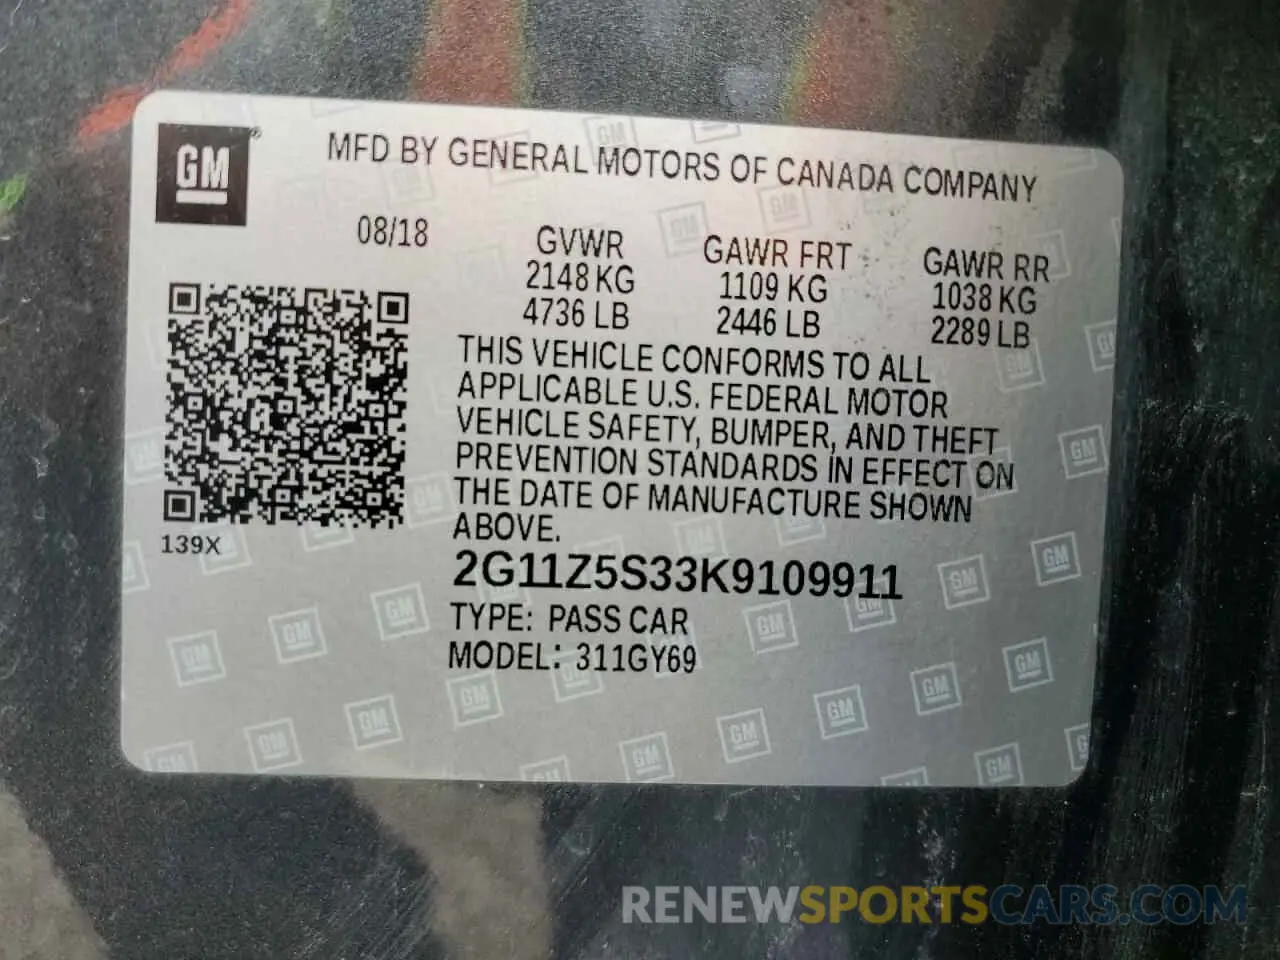 GM®
MFD BY GENERAL MOTORS OF CANADA COMPANY
08/18
GVWR
2148 KG
4736 LB
GAWR FRT
1109 KG
2446 LB
GAWR RR
1038 KG
2289 LB
THIS VEHICLE CONFORMS TO ALL
APPLICABLE U.S. FEDERAL MOTOR
VEHICLE SAFETY, BUMPER, AND THEFT
PREVENTION STANDARDS IN EFFECT ON
THE DATE OF MANUFACTURE SHOWN
ABOVE.
139X
2G11Z5S33K9109911
TYPE: PASS CAR
MODEL: 311GY69
RENEWSPORTSCARS.COM